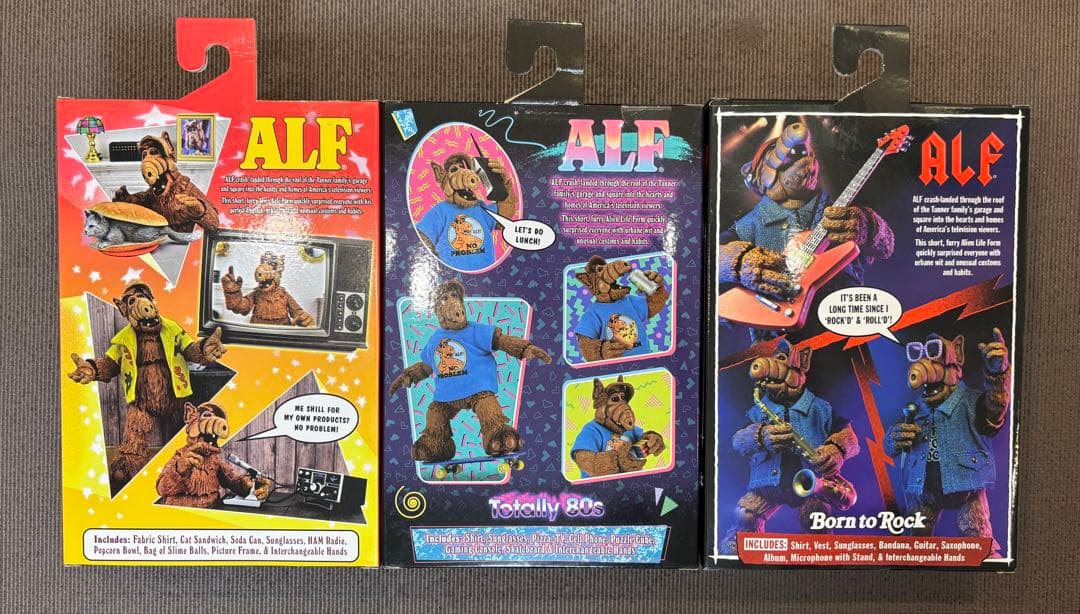 ALF
ALF crash-landed through the roof of the Tanner family's garage
and square into the hearts and homes of America's television viewers
This short, furry Alien Life Form quickly surprised everyone with his
unusual customs and habits.
ME SHILL FOR
MY OWN PRODUCTS?
NO PROBLEM!
Includes: Fabric Shirt, Cat Sandwich, Soda Can, Sunglasses, HAM Radio,
Popcorn Bowl, Bag of Slime Balls, Picture Frame, & Interchangeable Hands
ALF
ALF crash-landed through the roof of the Tanner
family's garage and square into the hearts and
homes of America's television viewers.
This short, furry Alien Life Form quickly
surprised everyone with urbane wit and
unusual customs and habits.
LET'S DO
LUNCH!
NO
PROBLEM
ALF
NO
PROBLEM
Totally 80s
Includes: Shirt, Sunglasses, Pizza, TV, Cell Phone, Puzzle Cube,
Gaming Console, Skateboard & Interchangeable Hands
ALF
ALF crash-landed through the roof
of the Tanner family's garage and
square into the hearts and homes
of America's television viewers.
This short, furry Alien Life Form
quickly surprised everyone with
urbane wit and unusual customs
and habits.
IT'S BEEN A
LONG TIME SINCE I
'ROCK'D' & 'ROLL'D'!
Born to Rock
INCLUDES: Shirt, Vest, Sunglasses, Bandana, Guitar, Saxophone,
Album, Microphone with Stand, & Interchangeable Hands